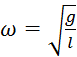 ω = √(g/l)